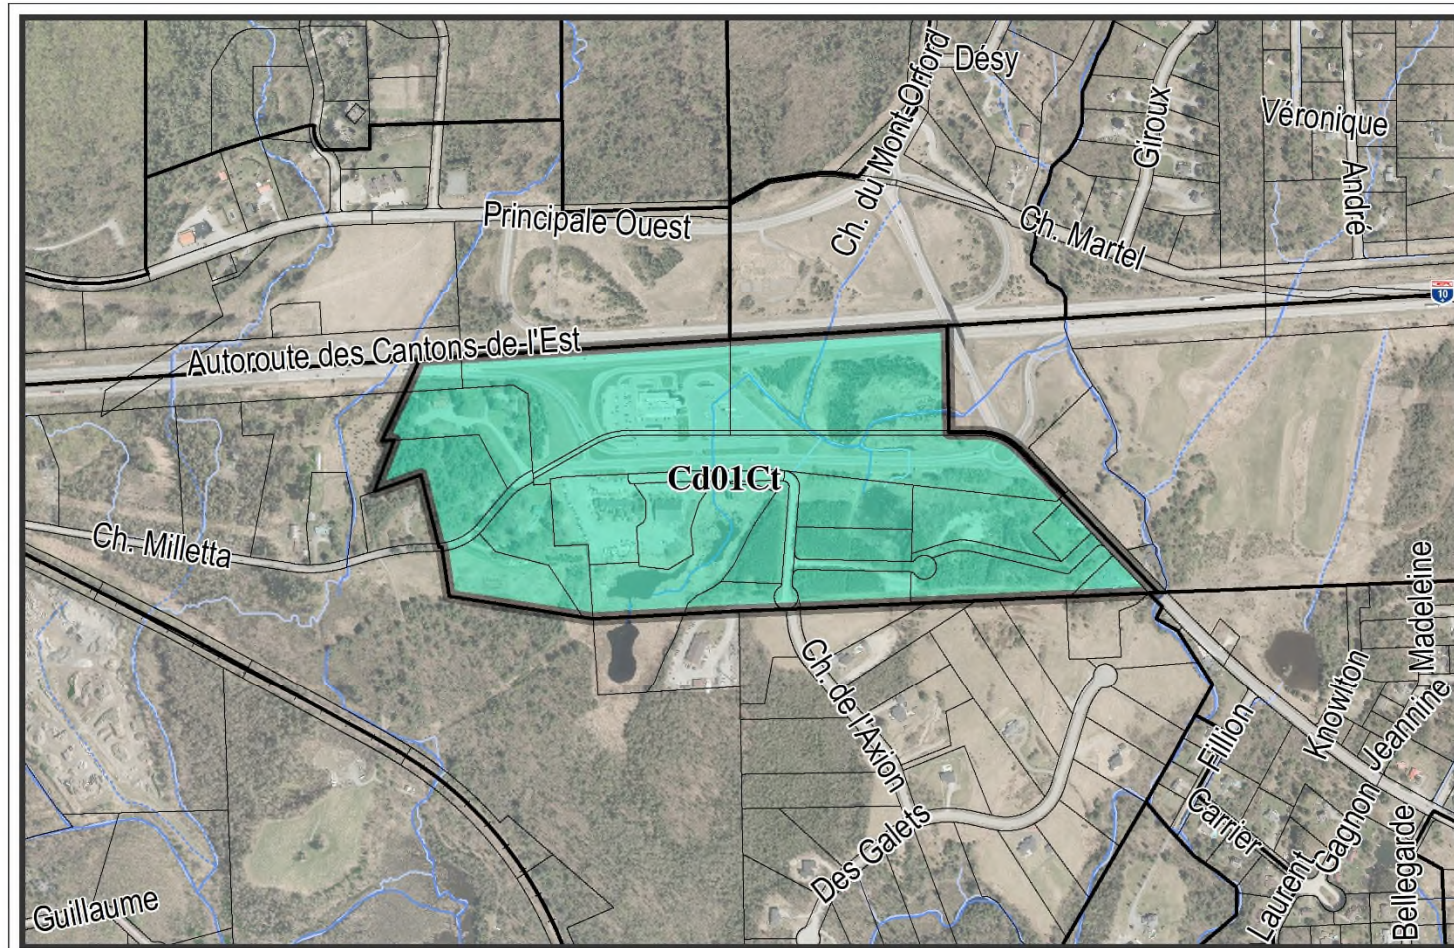 Désy
Ch. du Mont-Orford
Giroux
Véronique
André
Principale Ouest
Ch. Martel
10
Autoroute des Cantons-de-l'Est
Cd01Ct
Ch. Milletta
Madeleine
Ch. de l'Axion
Knowlton
Jeannine
Fillion
Carrier
Gagnon
Laurent
Bellegarde
Des Galets
Guillaume